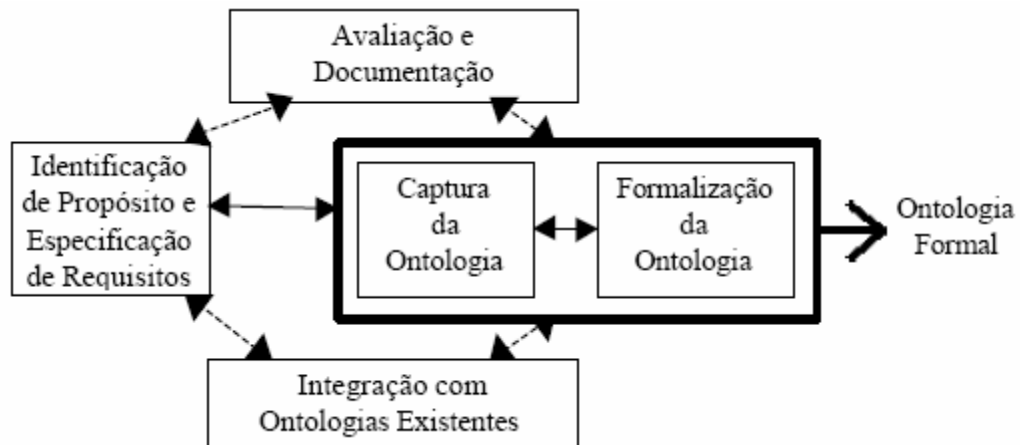 Avaliação e
Documentação
Identificação
de Propósito e
Especificação
de Requisitos
Captura
da
Ontologia
Formalização
da
Ontologia
Ontologia
Formal
Integração com
Ontologias Existentes